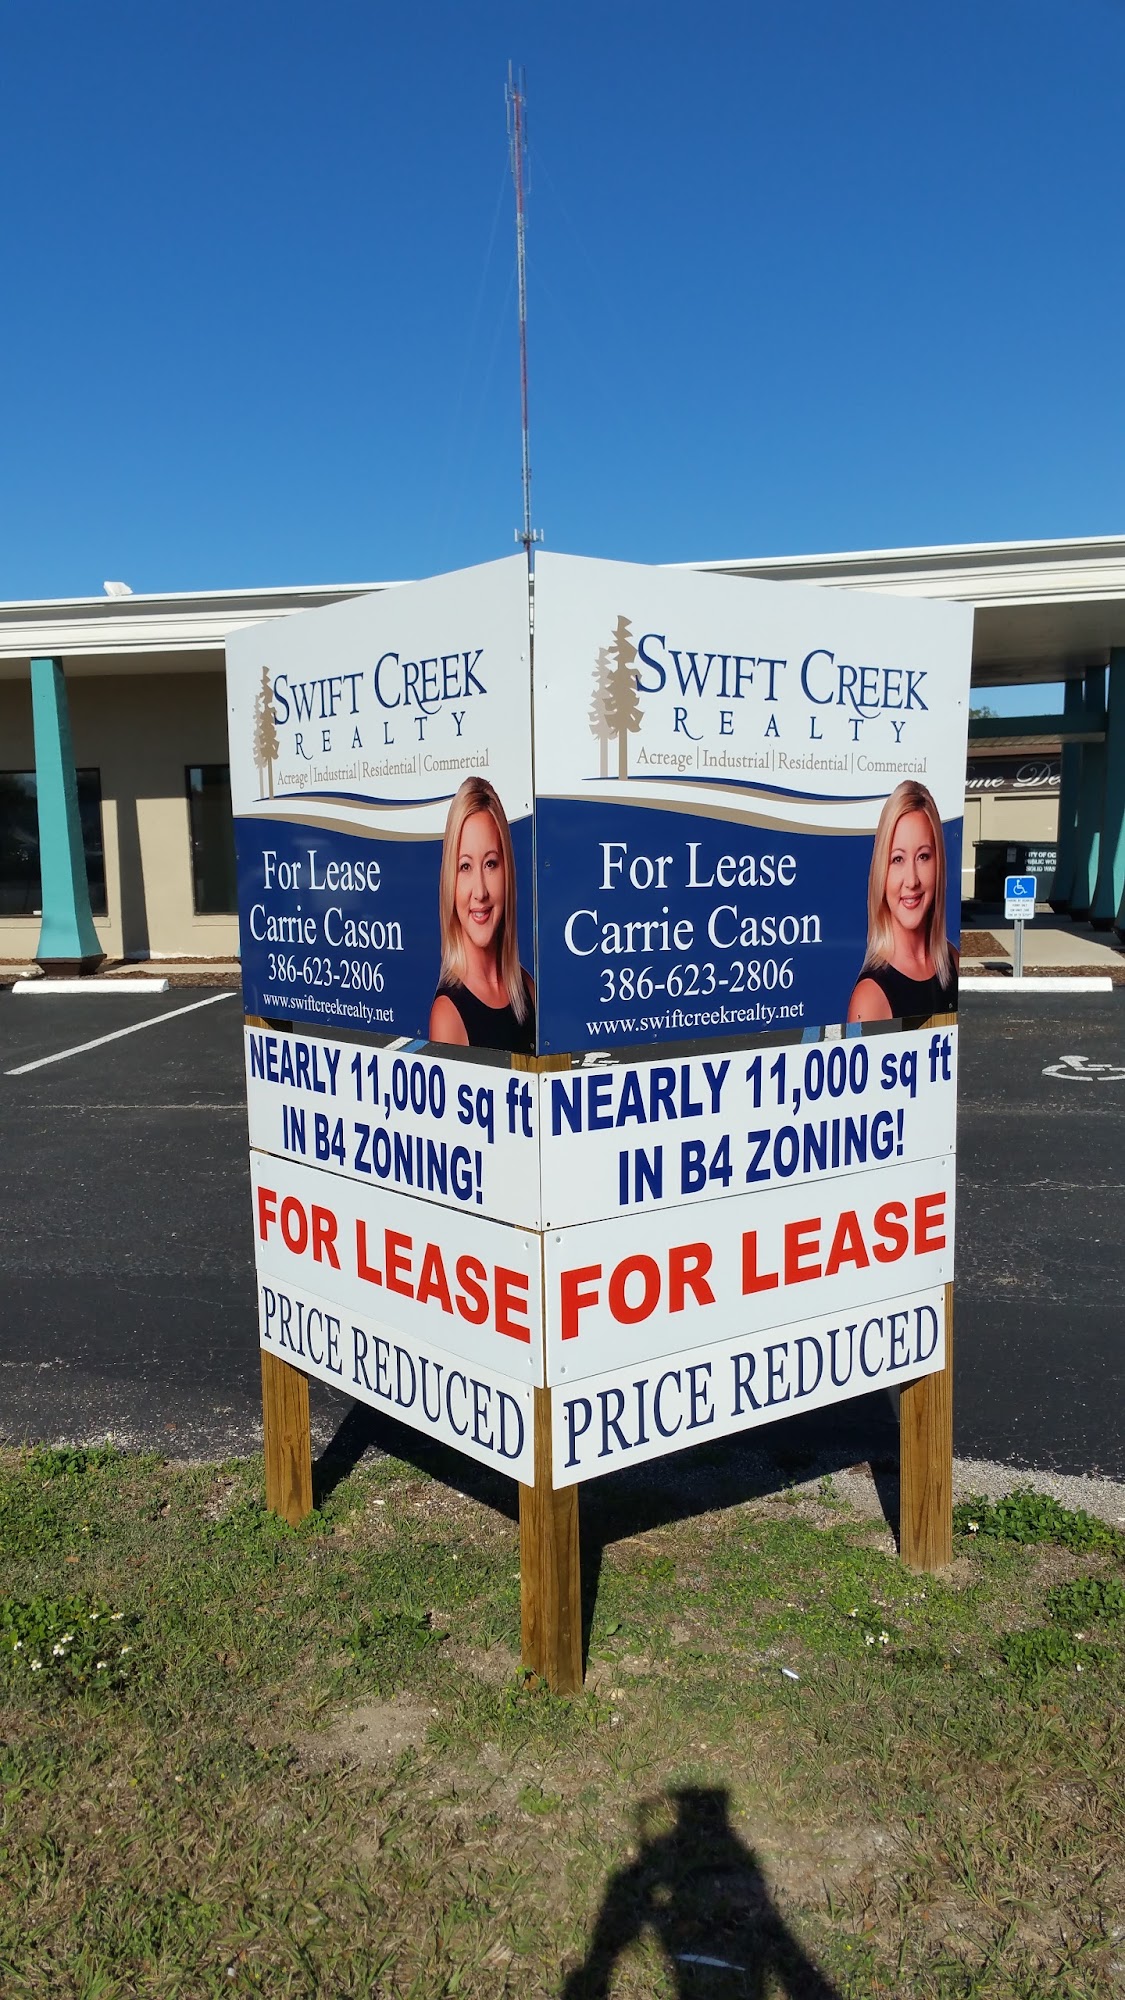 SWIFT CREEK
REALTY
Acreage | Industrial | Residential | Commercial
For Lease
Carrie Cason
386-623-2806
www.swiftcreekrealty.net
NEARLY 11,000 sq ft
IN B4 ZONING!
FOR LEASE
PRICE REDUCED
SWIFT CREEK
REALTY
Acreage | Industrial | Residential | Commercial
For Lease
Carrie Cason
386-623-2806
www.swiftcreekrealty.net
NEARLY 11,000 sq ft
IN B4 ZONING!
FOR LEASE
PRICE REDUCED